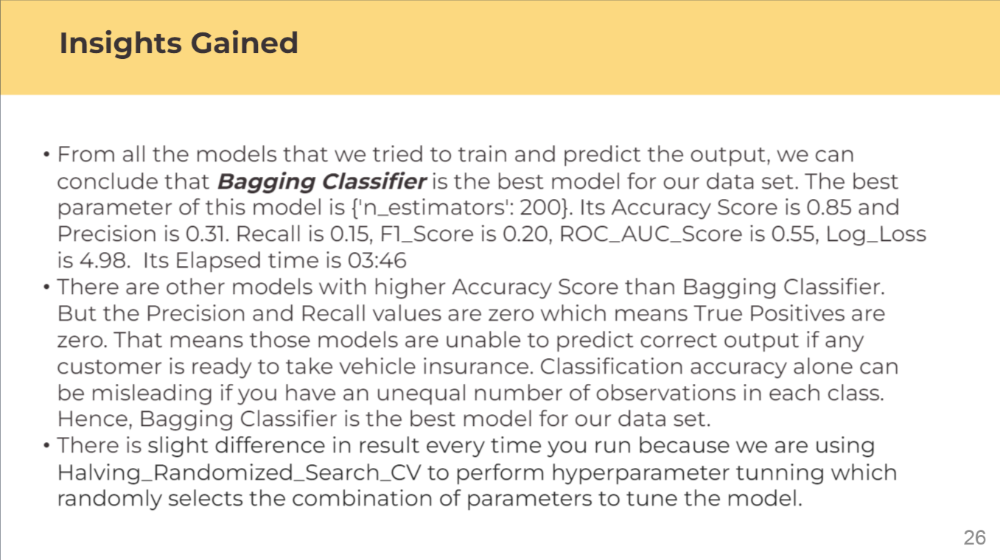 Insights Gained
• From all the models that we tried to train and predict the output, we can
conclude that Bagging Classifier is the best model for our data set. The best
parameter of this model is {'n_estimators': 200}. Its Accuracy Score is 0.85 and
Precision is 0.31. Recall is 0.15, F1_Score is 0.20, ROC_AUC_Score is 0.55, Log_Loss
is 4.98.  Its Elapsed time is 03:46
• There are other models with higher Accuracy Score than Bagging Classifier.
But the Precision and Recall values are zero which means True Positives are
zero. That means those models are unable to predict correct output if any
customer is ready to take vehicle insurance. Classification accuracy alone can
be misleading if you have an unequal number of observations in each class.
Hence, Bagging Classifier is the best model for our data set.
• There is slight difference in result every time you run because we are using
Halving_Randomized_Search_CV to perform hyperparameter tunning which
randomly selects the combination of parameters to tune the model.
26